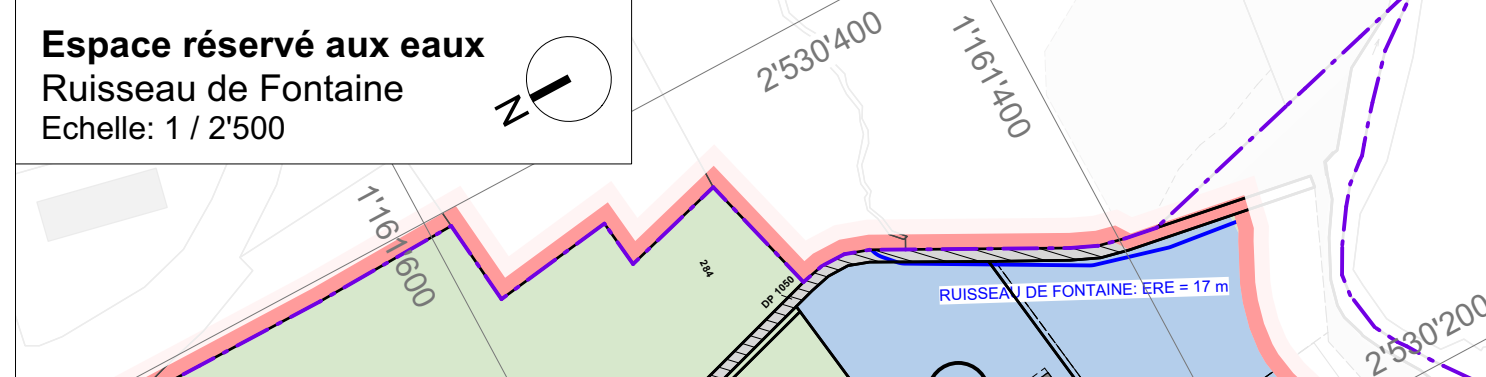 Espace réservé aux eaux
Ruisseau de Fontaine
Echelle: 1 / 2'500
N
2'530'400
1'161'400
1'161'600
284
DP 1050
RUISSEAU DE FONTAINE: ERE = 17 m
2'530'200